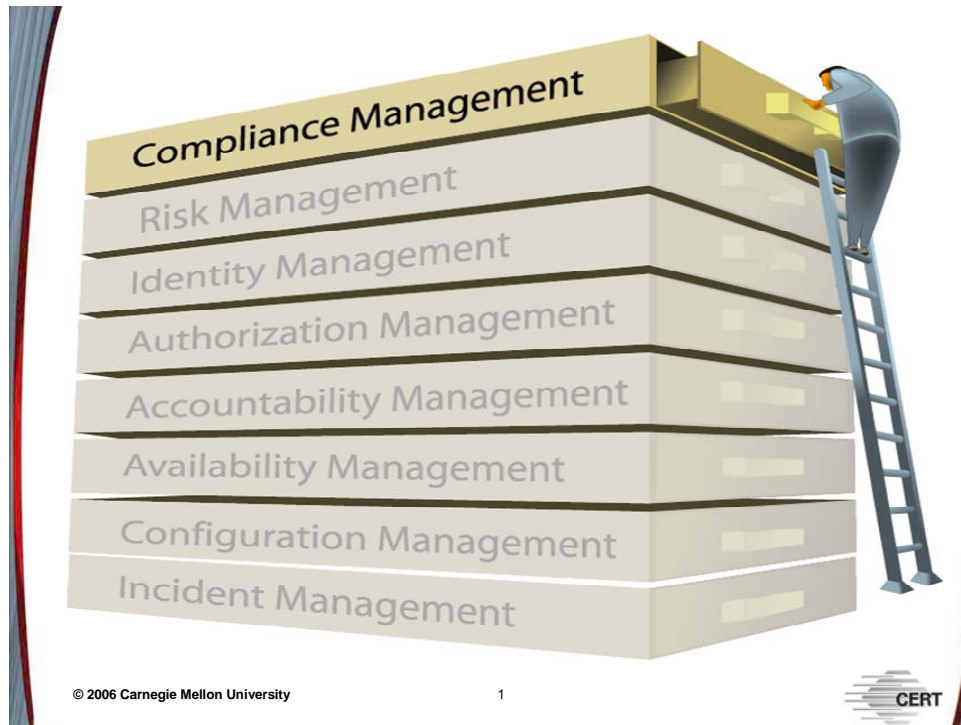 Compliance Management
Risk Management
Identity Management
Authorization Management
Accountability Management
Availability Management
Configuration Management
Incident Management
© 2006 Carnegie Mellon University
1
CERT